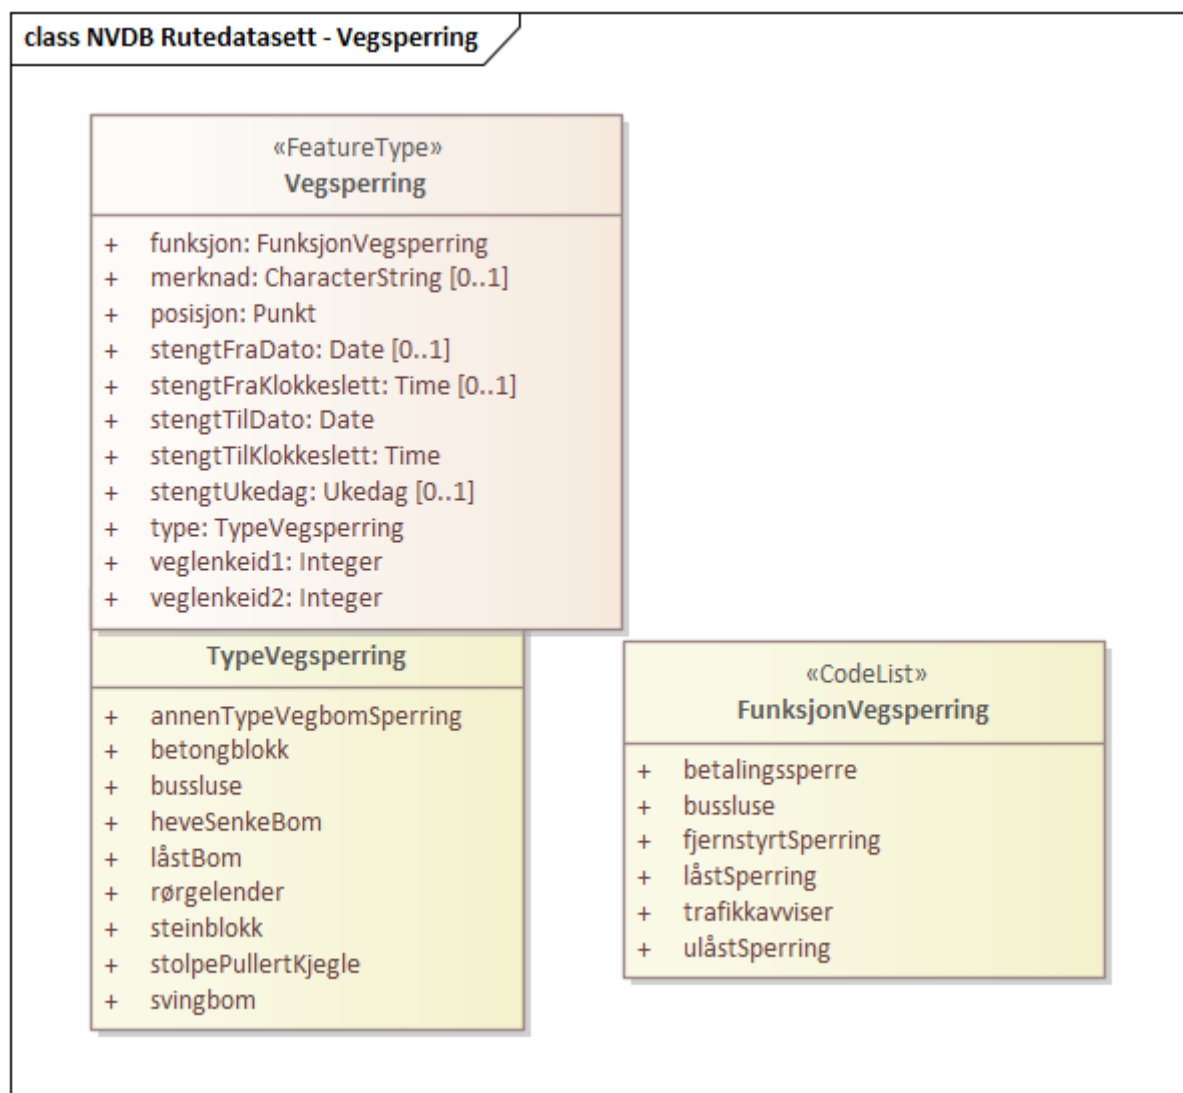 class NVDB Rutedatasett - Vegsperring
«FeatureType»
Vegsperring
+ funksjon: FunksjonVegsperring
+ merknad: CharacterString [0..1]
+ posisjon: Punkt
+ stengtFraDato: Date [0..1]
+ stengtFraKlokkeslett: Time [0..1]
+ stengtTilDato: Date
+ stengtTilKlokkeslett: Time
+ stengtUkedag: Ukedag [0..1]
+ type: TypeVegsperring
+ veglenkeid1: Integer
+ veglenkeid2: Integer
TypeVegsperring
+ annenTypeVegbomSperring
+ betongblokk
+ bussluse
+ heveSenkeBom
+ låstBom
+ rørgelender
+ steinblokk
+ stolpePullertKjegle
+ svingbom
«CodeList»
FunksjonVegsperring
+ betalingssperre
+ bussluse
+ fjernstyrtSperring
+ låstSperring
+ trafikkavviser
+ ulåstSperring